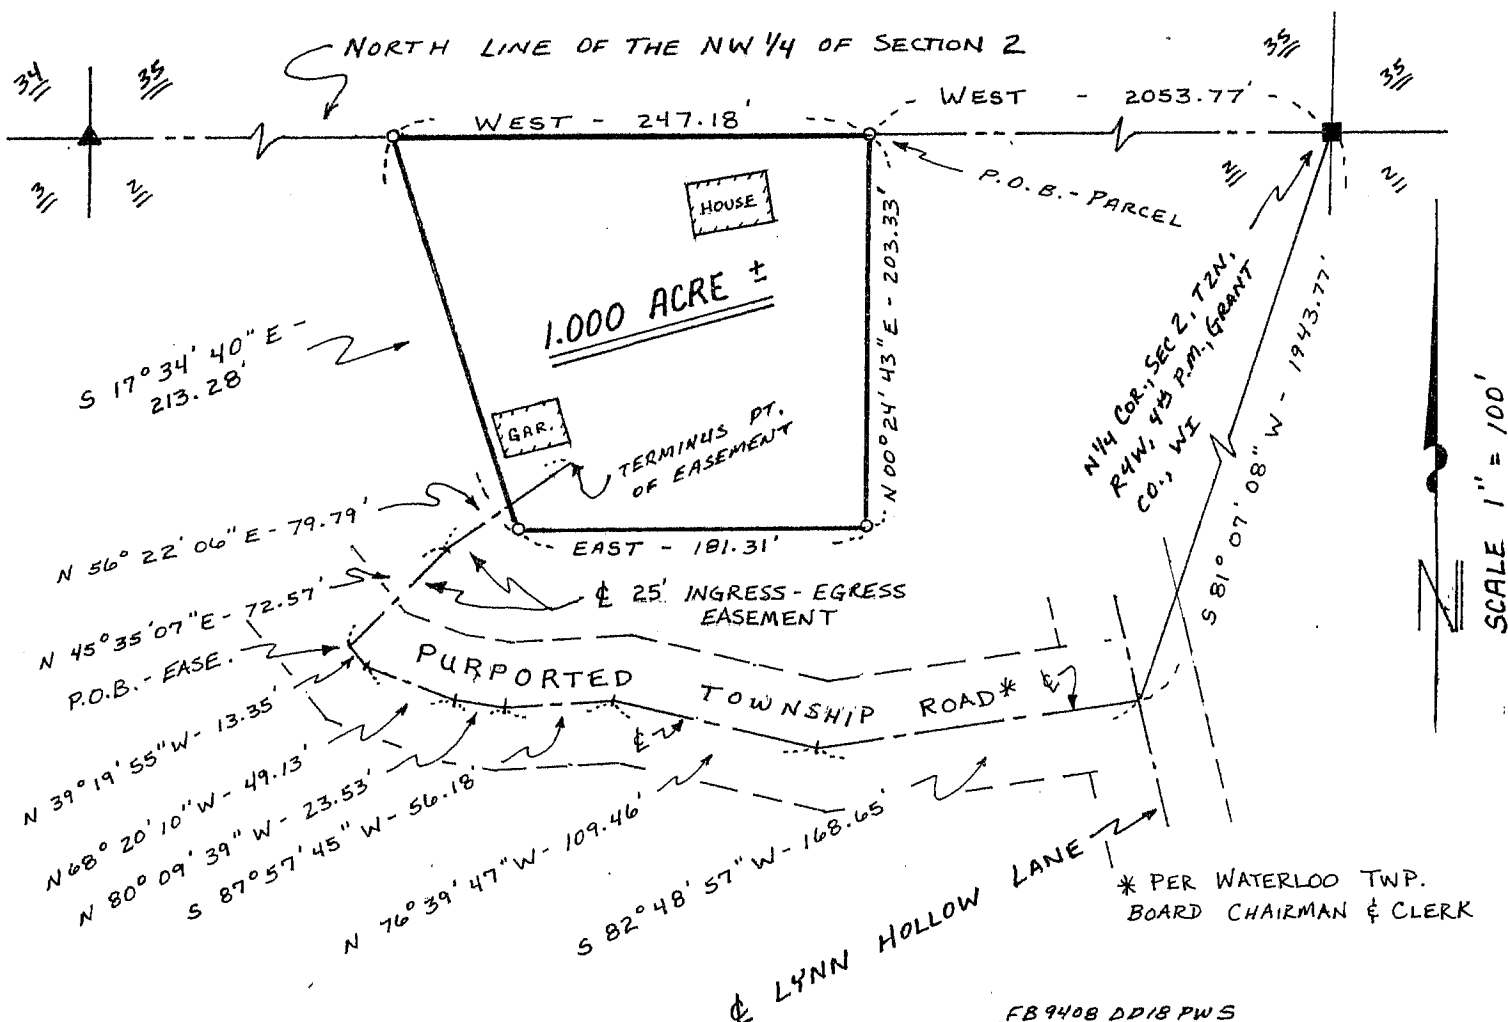 NORTH LINE OF THE NW 1/4 OF SECTION 2
34
35
35
35
3
2
2
2
WEST - 247.18'
WEST - 2053.77'
P.O.B. - PARCEL
HOUSE
1.000 ACRE ±
N 00° 24' 43" E - 203.33'
S 17° 34' 40" E -
213.28'
GAR.
TERMINUS PT.
OF EASEMENT
N 1/4 COR., SEC 2, T2N,
R4W, 4th P.M., GRANT
CO., WI
S 81° 07' 08" W - 1943.77'
SCALE 1" = 100'
N
EAST - 181.31'
N 56° 22' 06" E - 79.79'
℄ 25' INGRESS - EGRESS
EASEMENT
N 45° 35' 07" E - 72.57'
P.O.B. - EASE.
PURPORTED TOWNSHIP ROAD*
℄
℄
N 39° 19' 55" W - 13.35'
N 68° 20' 10" W - 49.13'
N 80° 09' 39" W - 23.53'
S 87° 57' 45" W - 56.18'
N 76° 39' 47" W - 109.46'
S 82° 48' 57" W - 168.65'
℄ LYNN HOLLOW LANE
* PER WATERLOO TWP.
BOARD CHAIRMAN & CLERK
FB 9408 DD18 PWS